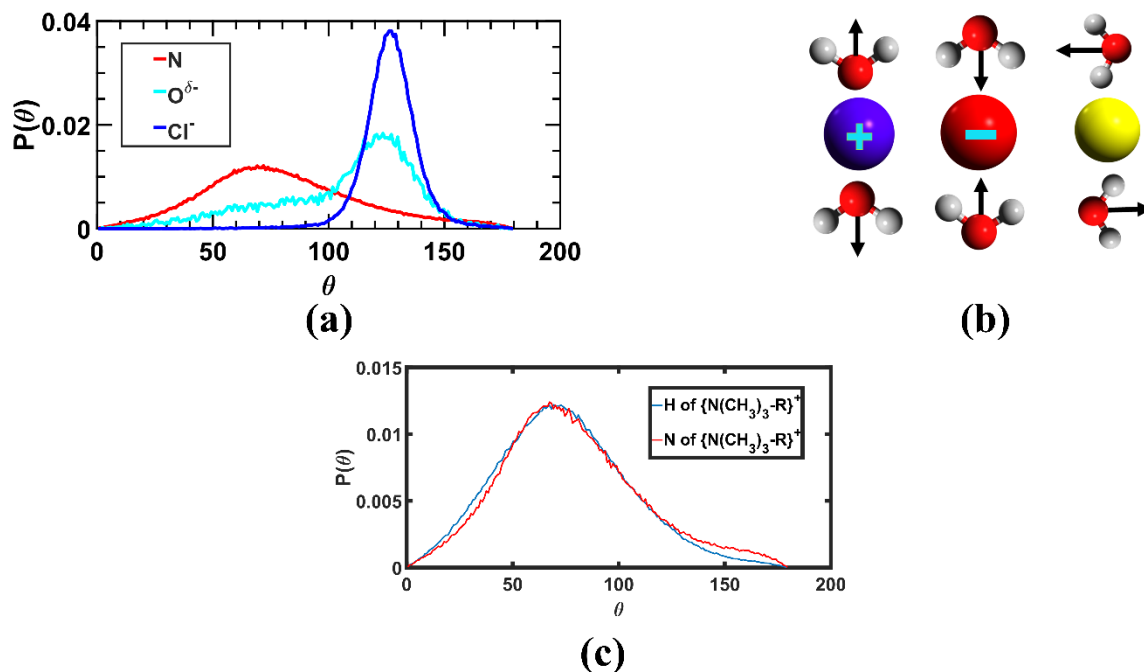 0.04
0.02
0
P(θ)
N
O^δ-
Cl^-
0 50 100 150 200
θ
(a)
+
−
(b)
0.015
0.01
0.005
0
P(θ)
H of {N(CH₃)₃-R}⁺
N of {N(CH₃)₃-R}⁺
0 50 100 150 200
θ
(c)